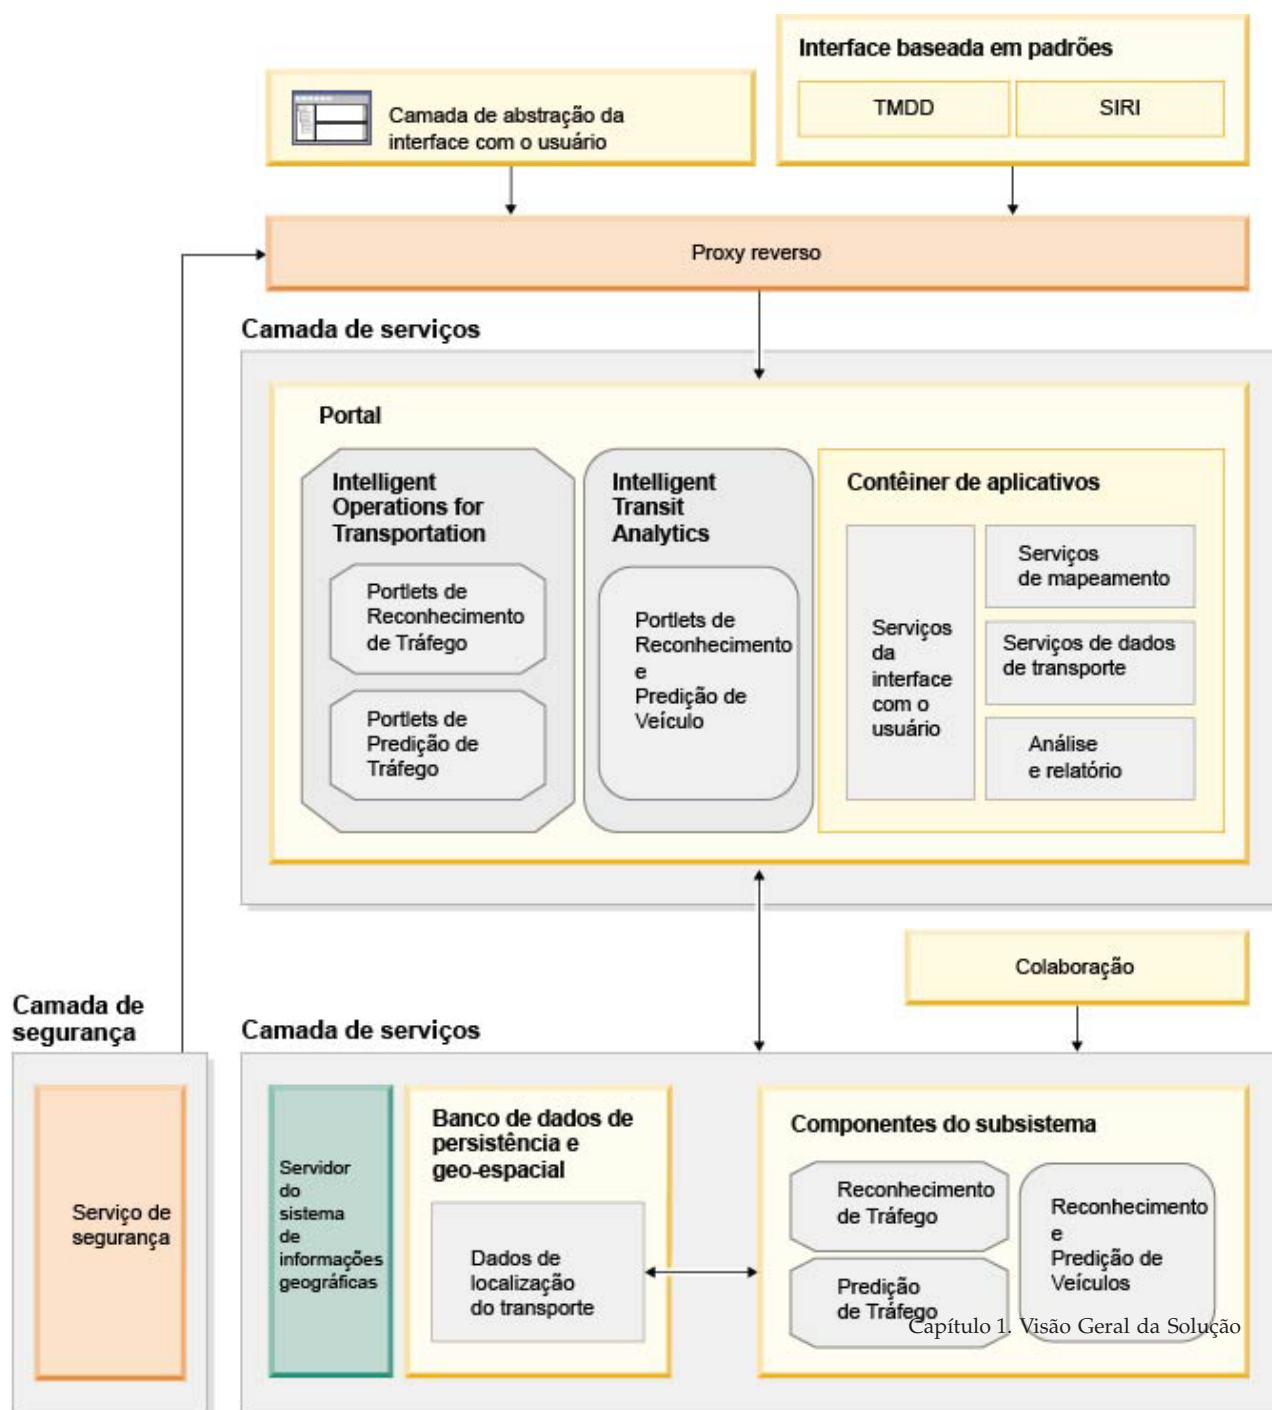 Interface baseada em padrões
TMDD
SIRI
Camada de abstração da
interface com o usuário
Proxy reverso
Camada de serviços
Portal
Intelligent
Operations for
Transportation
Portlets de
Reconhecimento
de Tráfego
Portlets de
Predição de
Tráfego
Intelligent
Transit
Analytics
Portlets de
Reconhecimento
e
Predição de
Veículo
Contêiner de aplicativos
Serviços
da
interface
com o
usuário
Serviços
de mapeamento
Serviços de dados
de transporte
Análise
e relatório
Colaboração
Camada de
segurança
Serviço de
segurança
Camada de serviços
Servidor
do
sistema
de
informações
geográficas
Banco de dados de
persistência e
geo-espacial
Dados de
localização
do transporte
Componentes do subsistema
Reconhecimento
de Tráfego
Predição
de Tráfego
Reconhecimento
e
Predição de
Veículos
Capítulo 1. Visão Geral da Solução